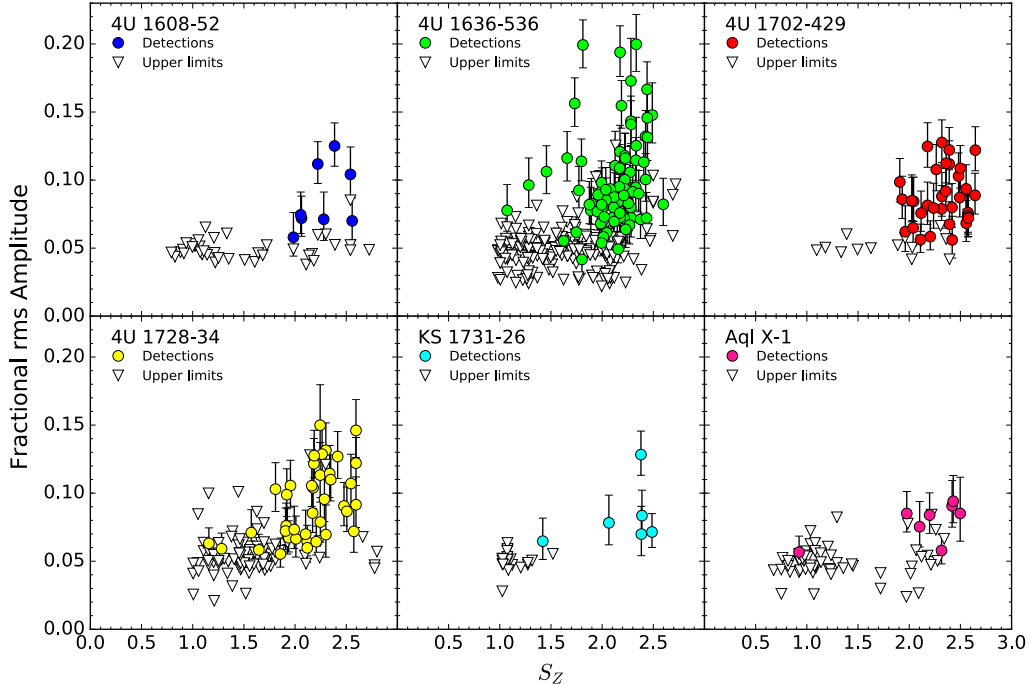 4U 1608-52
Detections
Upper limits
4U 1636-536
Detections
Upper limits
4U 1702-429
Detections
Upper limits
0.20
0.15
0.10
0.05
0.00
4U 1728-34
Detections
Upper limits
KS 1731-26
Detections
Upper limits
Aql X-1
Detections
Upper limits
0.20
0.15
0.10
0.05
0.00
Fractional rms Amplitude
0.0 0.5 1.0 1.5 2.0 2.5
0.5 1.0 1.5 2.0 2.5
0.5 1.0 1.5 2.0 2.5 3.0
S_Z